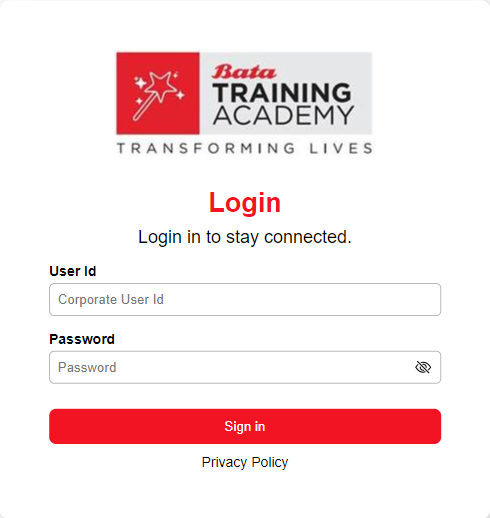 Bata
TRAINING
ACADEMY
TRANSFORMING LIVES
Login
Login in to stay connected.
User Id
Corporate User Id
Password
Password
Sign in
Privacy Policy